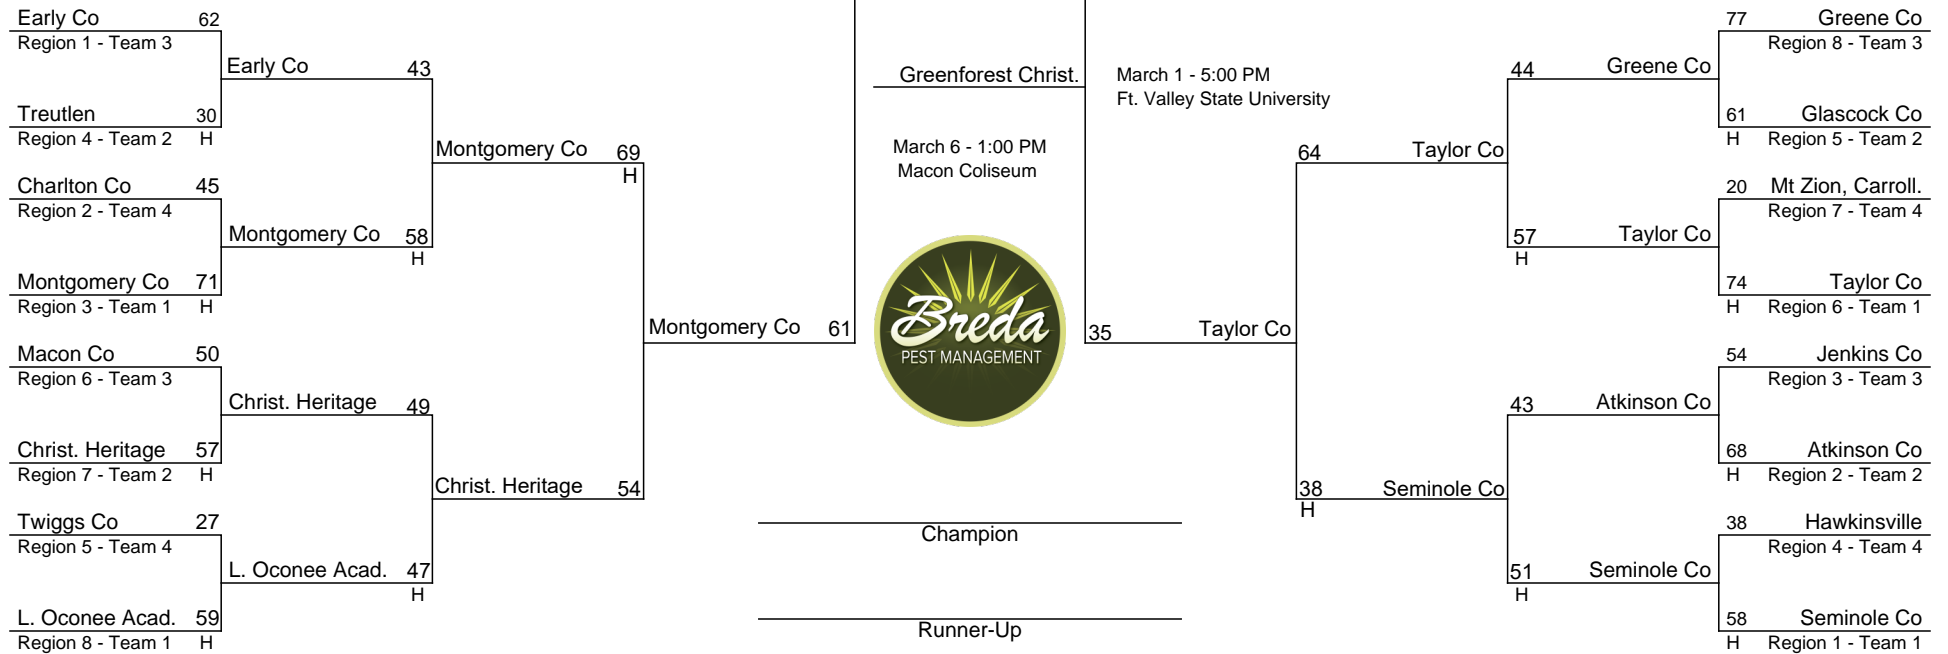 Early Co 62
Region 1 - Team 3
Early Co 43
Treutlen 30
Region 4 - Team 2 H
Montgomery Co 69
H
Charlton Co 45
Region 2 - Team 4
Montgomery Co 58
H
Montgomery Co 71
Region 3 - Team 1 H
Montgomery Co 61
Macon Co 50
Region 6 - Team 3
Christ. Heritage 49
Christ. Heritage 57
Region 7 - Team 2 H
Christ. Heritage 54
Twiggs Co 27
Region 5 - Team 4
L. Oconee Acad. 47
H
L. Oconee Acad. 59
Region 8 - Team 1 H
Greenforest Christ.
March 1 - 5:00 PM
Ft. Valley State University
March 6 - 1:00 PM
Macon Coliseum
Breda
PEST MANAGEMENT
Champion
Runner-Up
77 Greene Co
Region 8 - Team 3
44 Greene Co
61 Glascock Co
H Region 5 - Team 2
64 Taylor Co
20 Mt Zion, Carroll.
Region 7 - Team 4
57 Taylor Co
H
74 Taylor Co
H Region 6 - Team 1
35 Taylor Co
54 Jenkins Co
Region 3 - Team 3
43 Atkinson Co
68 Atkinson Co
H Region 2 - Team 2
38 Seminole Co
H
38 Hawkinsville
Region 4 - Team 4
51 Seminole Co
H
58 Seminole Co
H Region 1 - Team 1